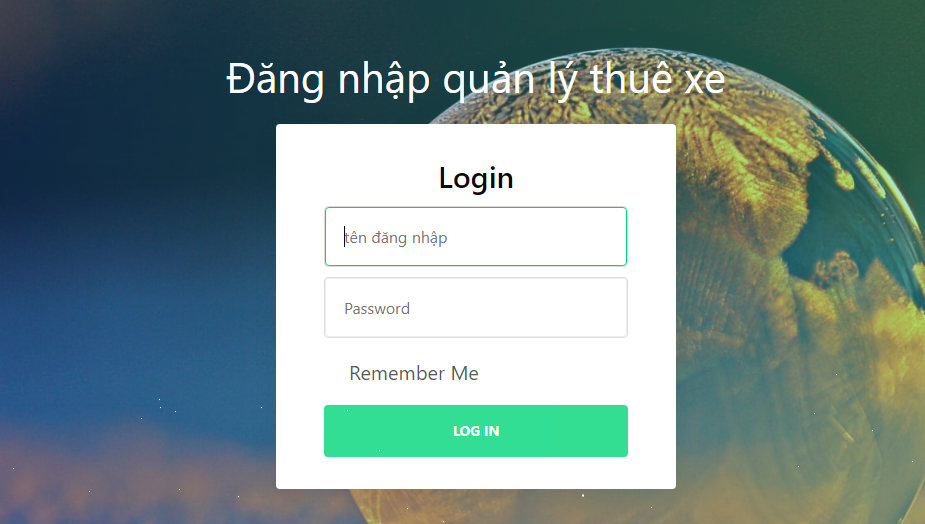 Đăng nhập quản lý thuê xe
Login
tên đăng nhập
Password
Remember Me
LOG IN